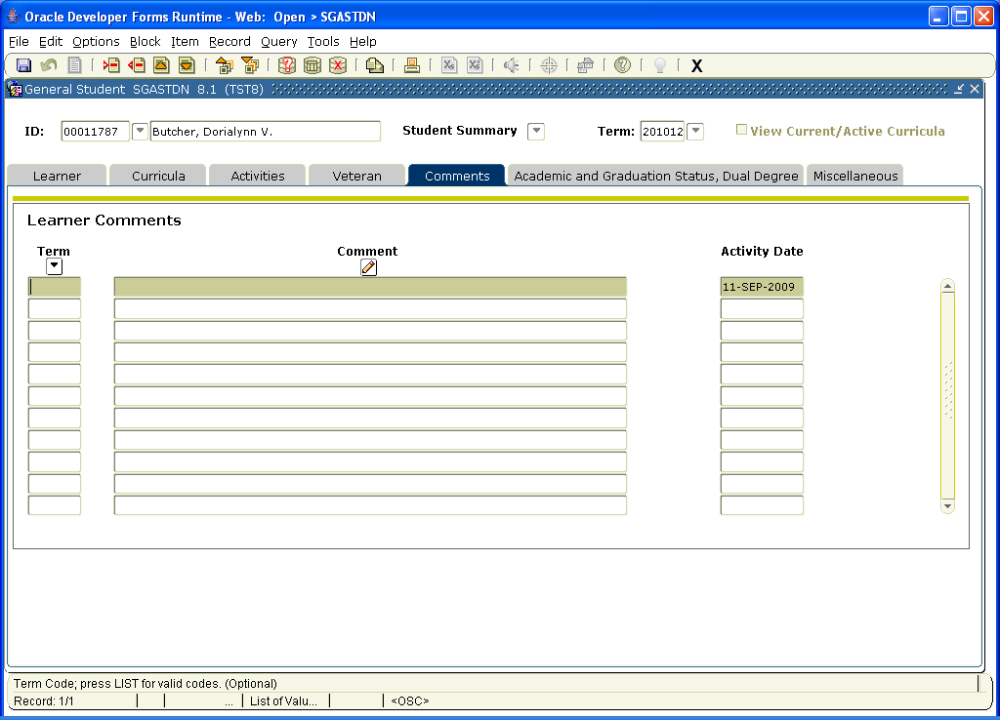 Oracle Developer Forms Runtime - Web: Open > SGASTDN
File Edit Options Block Item Record Query Tools Help
X
General Student SGASTDN 8.1 (TST8)
ID: 00011787 Butcher, Dorialynn V. Student Summary Term: 201012 View Current/Active Curricula
Learner Curricula Activities Veteran Comments Academic and Graduation Status, Dual Degree Miscellaneous
Learner Comments
Term Comment Activity Date
11-SEP-2009
Term Code; press LIST for valid codes. (Optional)
Record: 1/1 ... List of Valu... <OSC>